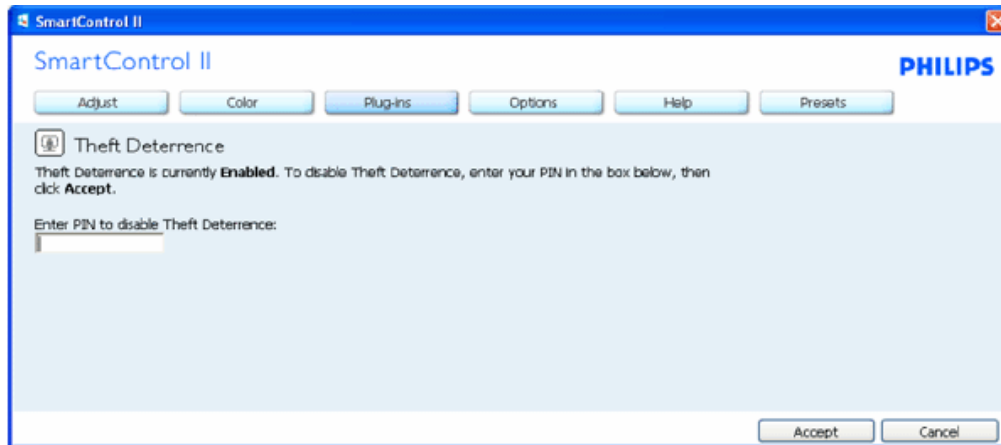 SmartControl II
SmartControl II
PHILIPS
Adjust Color Plug-ins Options Help Presets
Theft Deterrence
Theft Deterrence is currently Enabled. To disable Theft Deterrence, enter your PIN in the box below, then
click Accept.
Enter PIN to disable Theft Deterrence:
Accept Cancel